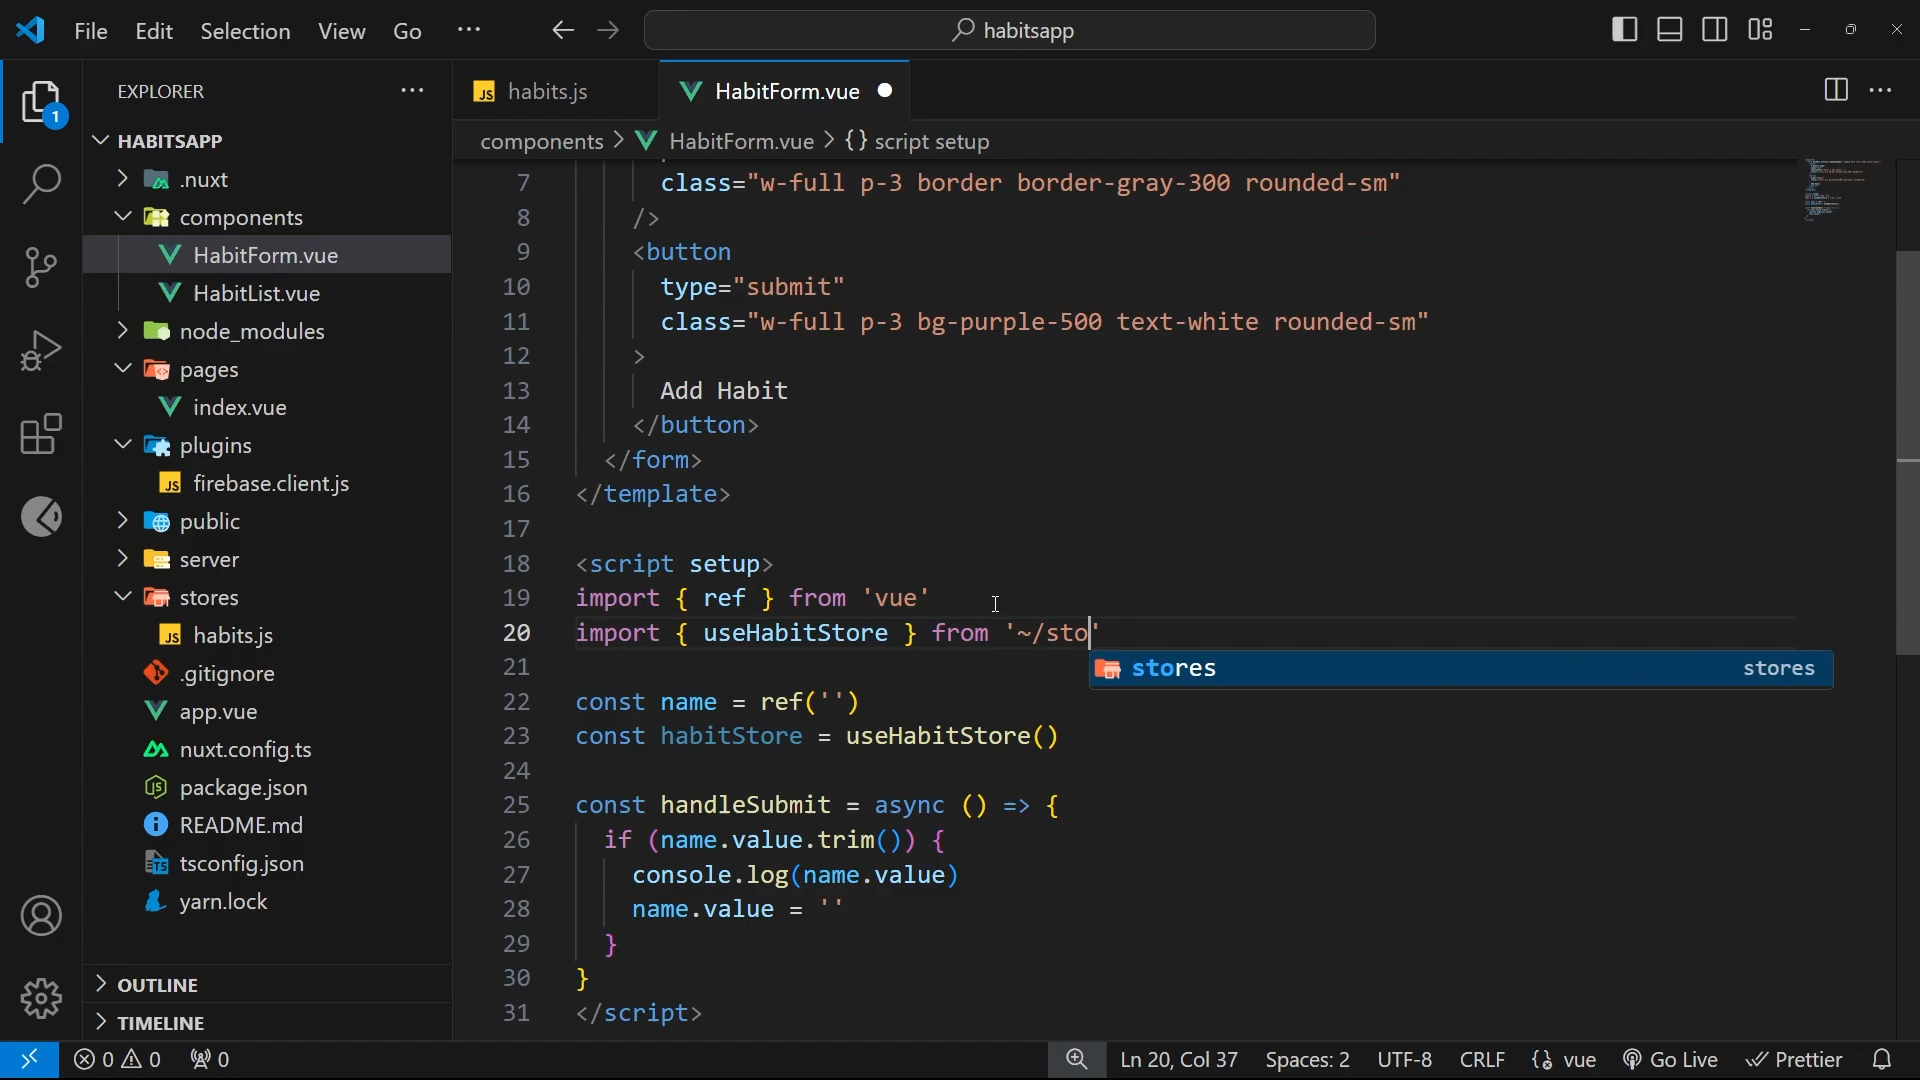 File Edit Selection View Go ··· habitsapp
EXPLORER ···
HABITSAPP
.nuxt
components
HabitForm.vue
HabitList.vue
node_modules
pages
index.vue
plugins
JS firebase.client.js
public
server
stores
JS habits.js
.gitignore
app.vue
nuxt.config.ts
package.json
README.md
TS tsconfig.json
yarn.lock
OUTLINE
TIMELINE
1
JS habits.js HabitForm.vue ···
components > HabitForm.vue > {} script setup
7 class="w-full p-3 border border-gray-300 rounded-sm"
8 />
9 <button
10 type="submit"
11 class="w-full p-3 bg-purple-500 text-white rounded-sm"
12 >
13 Add Habit
14 </button>
15 </form>
16 </template>
17
18 <script setup>
19 import { ref } from 'vue'
20 import { useHabitStore } from '~/sto'
stores stores
21
22 const name = ref('')
23 const habitStore = useHabitStore()
24
25 const handleSubmit = async () => {
26 if (name.value.trim()) {
27 console.log(name.value)
28 name.value = ''
29 }
30 }
31 </script>
0 0 0 Ln 20, Col 37 Spaces: 2 UTF-8 CRLF vue Go Live Prettier